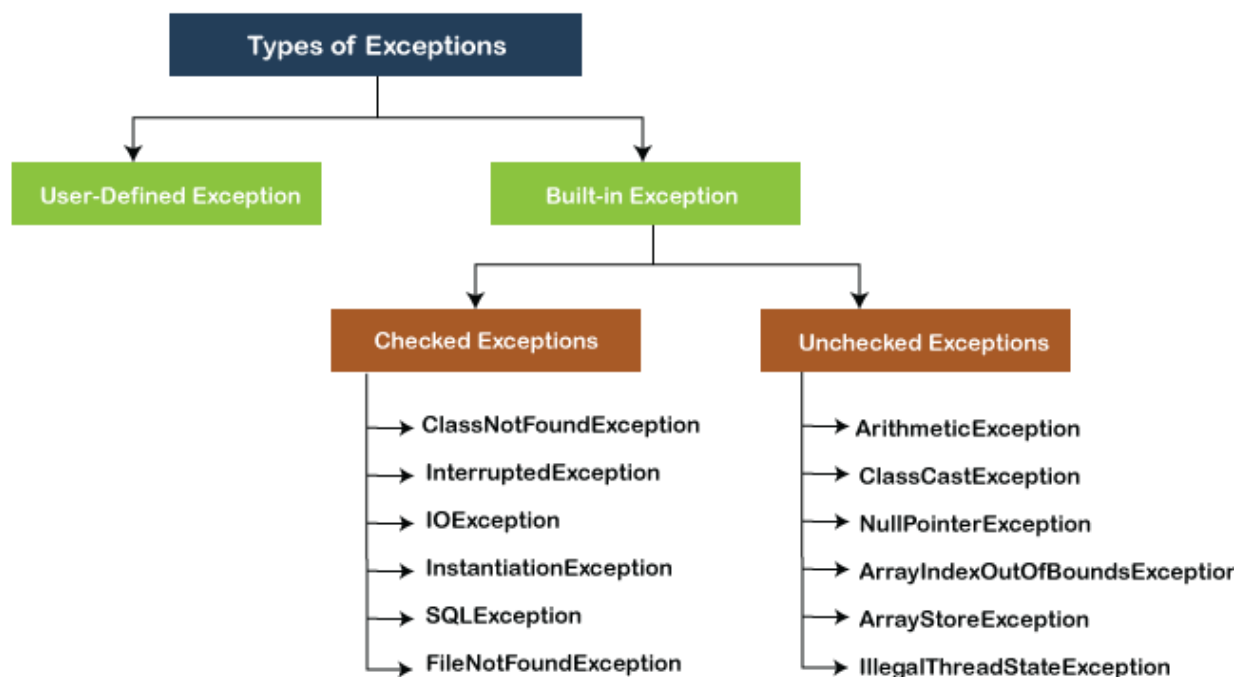 Types of Exceptions
User-Defined Exception
Built-in Exception
Checked Exceptions
Unchecked Exceptions
ClassNotFoundException
InterruptedException
IOException
InstantiationException
SQLException
FileNotFoundException
ArithmeticException
ClassCastException
NullPointerException
ArrayIndexOutOfBoundsException
ArrayStoreException
IllegalThreadStateException